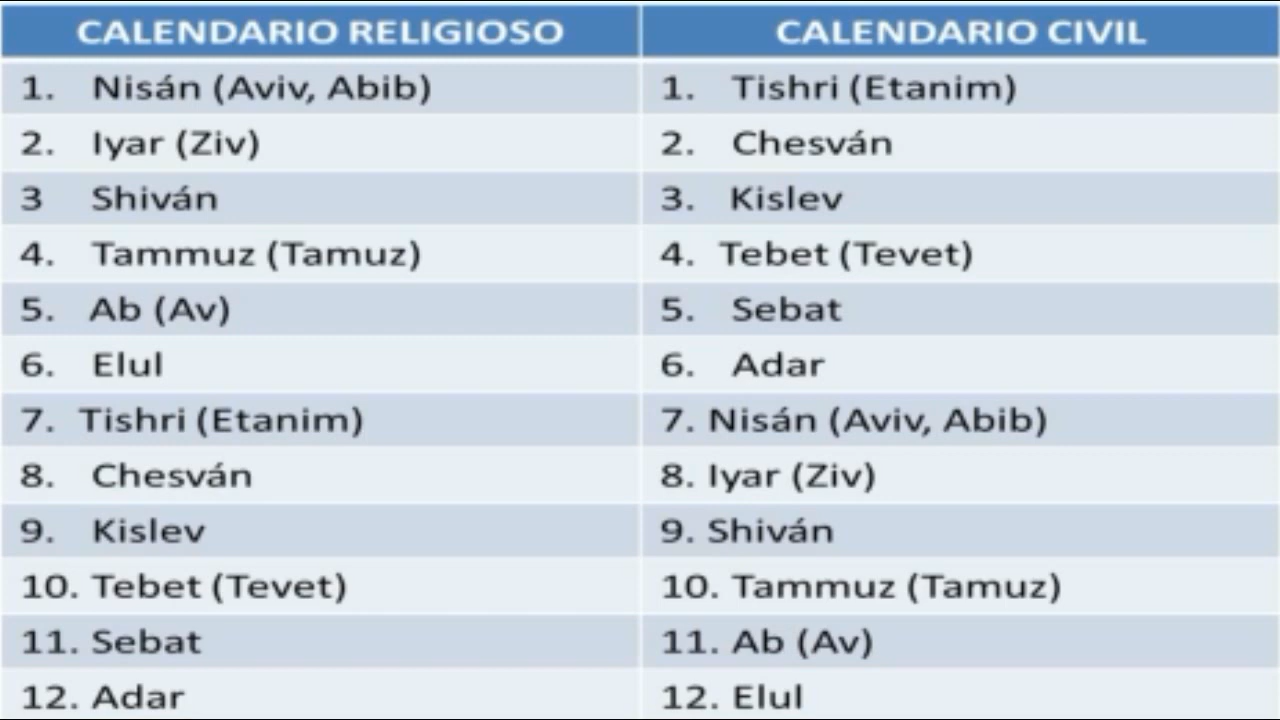 CALENDARIO RELIGIOSO CALENDARIO CIVIL
1. Nisán (Aviv, Abib) 1. Tishri (Etanim)
2. Iyar (Ziv) 2. Chesván
3 Shiván 3. Kislev
4. Tammuz (Tamuz) 4. Tebet (Tevet)
5. Ab (Av) 5. Sebat
6. Elul 6. Adar
7. Tishri (Etanim) 7. Nisán (Aviv, Abib)
8. Chesván 8. Iyar (Ziv)
9. Kislev 9. Shiván
10. Tebet (Tevet) 10. Tammuz (Tamuz)
11. Sebat 11. Ab (Av)
12. Adar 12. Elul